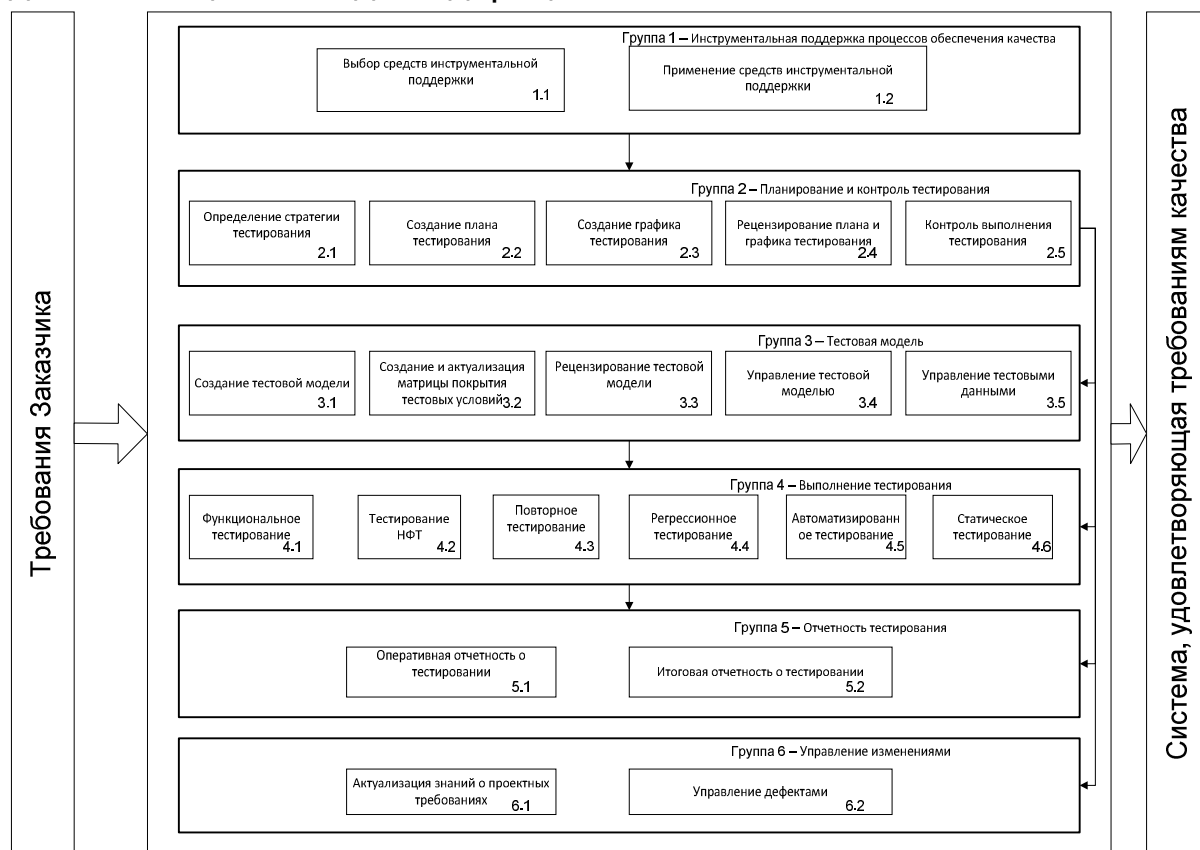 Требования Заказчика
Группа 1 – Инструментальная поддержка процессов обеспечения качества
Выбор средств инструментальной
поддержки
1.1
Применение средств инструментальной
поддержки
1.2
Группа 2 – Планирование и контроль тестирования
Определение стратегии
тестирования
2.1
Создание плана
тестирования
2.2
Создание графика
тестирования
2.3
Рецензирование плана и
графика тестирования
2.4
Контроль выполнения
тестирования
2.5
Группа 3 – Тестовая модель
Создание тестовой модели
3.1
Создание и актуализация
матрицы покрытия
тестовых условий
3.2
Рецензирование тестовой
модели
3.3
Управление тестовой
моделью
3.4
Управление тестовыми
данными
3.5
Группа 4 – Выполнение тестирования
Функциональное
тестирование
4.1
Тестирование
НФТ
4.2
Повторное
тестирование
4.3
Регрессионное
тестирование
4.4
Автоматизированн
ое тестирование
4.5
Статическое
тестирование
4.6
Группа 5 – Отчетность тестирования
Оперативная отчетность о
тестировании
5.1
Итоговая отчетность о тестировании
5.2
Группа 6 – Управление изменениями
Актуализация знаний о проектных
требованиях
6.1
Управление дефектами
6.2
Система, удовлетворяющая требованиям качества